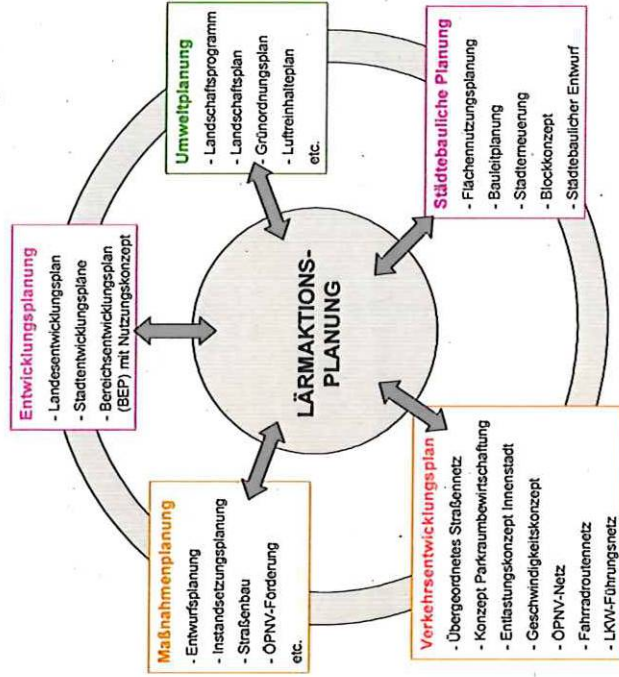 Entwicklungsplanung
- Landesentwicklungsplan
- Stadtentwicklungspläne
- Bereichsentwicklungsplan
(BEP) mit Nutzungskonzept
Umweltplanung
- Landschaftsprogramm
- Landschaftsplan
- Grünordnungsplan
- Luftreinhalteplan
etc.
Maßnahmenplanung
- Entwurfsplanung
- Instandsetzungsplanung
- Straßenbau
- ÖPNV-Förderung
etc.
LÄRMAKTIONS-
PLANUNG
Verkehrsentwicklungsplan
- Übergeordnetes Straßennetz
- Konzept Parkraumbewirtschaftung
- Entlastungskonzept Innenstadt
- Geschwindigkeitskonzept
- ÖPNV-Netz
- Fahrradroutennetz
- LKW-Führungsnetz
Städtebauliche Planung
- Flächennutzungsplanung
- Bauleitplanung
- Stadterneuerung
- Blockkonzept
- Städtebaulicher Entwurf